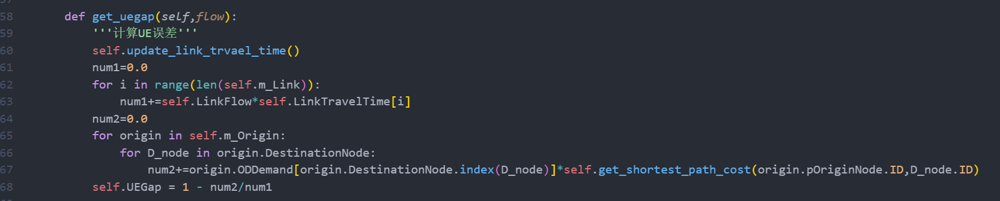 58 def get_uegap(self,flow):
59 '''计算UE误差'''
60 self.update_link_trvael_time()
61 num1=0.0
62 for i in range(len(self.m_Link)):
63 num1+=self.LinkFlow*self.LinkTravelTime[i]
64 num2=0.0
65 for origin in self.m_Origin:
66 for D_node in origin.DestinationNode:
67 num2+=origin.ODDemand[origin.DestinationNode.index(D_node)]*self.get_shortest_path_cost(origin.pOriginNode.ID,D_node.ID)
68 self.UEGap = 1 - num2/num1